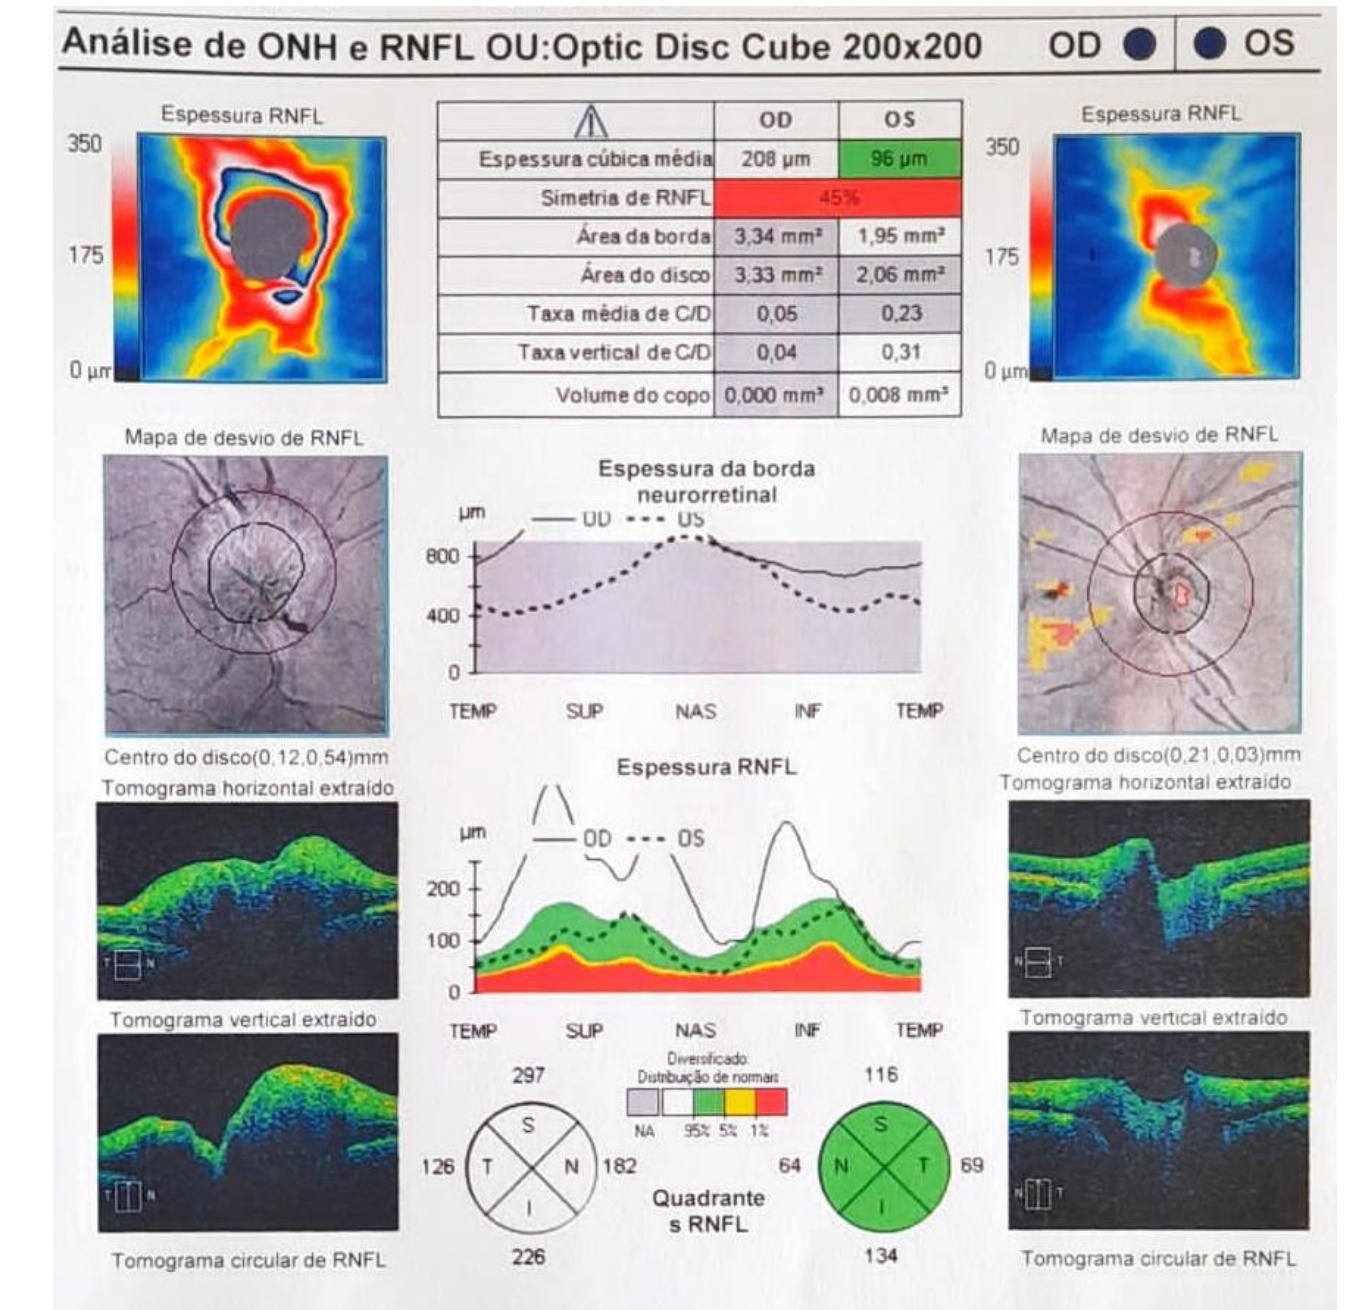 Análise de ONH e RNFL OU:Optic Disc Cube 200x200 OD OS
Espessura RNFL
350
175
0 µm
OD OS
Espessura cúbica média 208 µm 96 µm
Simetria de RNFL 45%
Área da borda 3,34 mm² 1,95 mm²
Área do disco 3,33 mm² 2,06 mm²
Taxa média de C/D 0,05 0,23
Taxa vertical de C/D 0,04 0,31
Volume do copo 0,000 mm³ 0,008 mm³
Espessura RNFL
350
175
0 µm
Mapa de desvio de RNFL
Centro do disco(0,12,0,54)mm
Tomograma horizontal extraído
T N
Tomograma vertical extraído
T N
Tomograma circular de RNFL
Espessura da borda
neurorretinal
µm OD OS
800
400
0
TEMP SUP NAS INF TEMP
Espessura RNFL
µm OD OS
200
100
0
TEMP SUP NAS INF TEMP
Diversificado:
Distribuição de normais
NA 95% 5% 1%
297
S
126 T N 182
I
226
Quadrante
s RNFL
116
S
64 N T 69
I
134
Mapa de desvio de RNFL
Centro do disco(0,21,0,03)mm
Tomograma horizontal extraído
N T
Tomograma vertical extraído
N T
Tomograma circular de RNFL